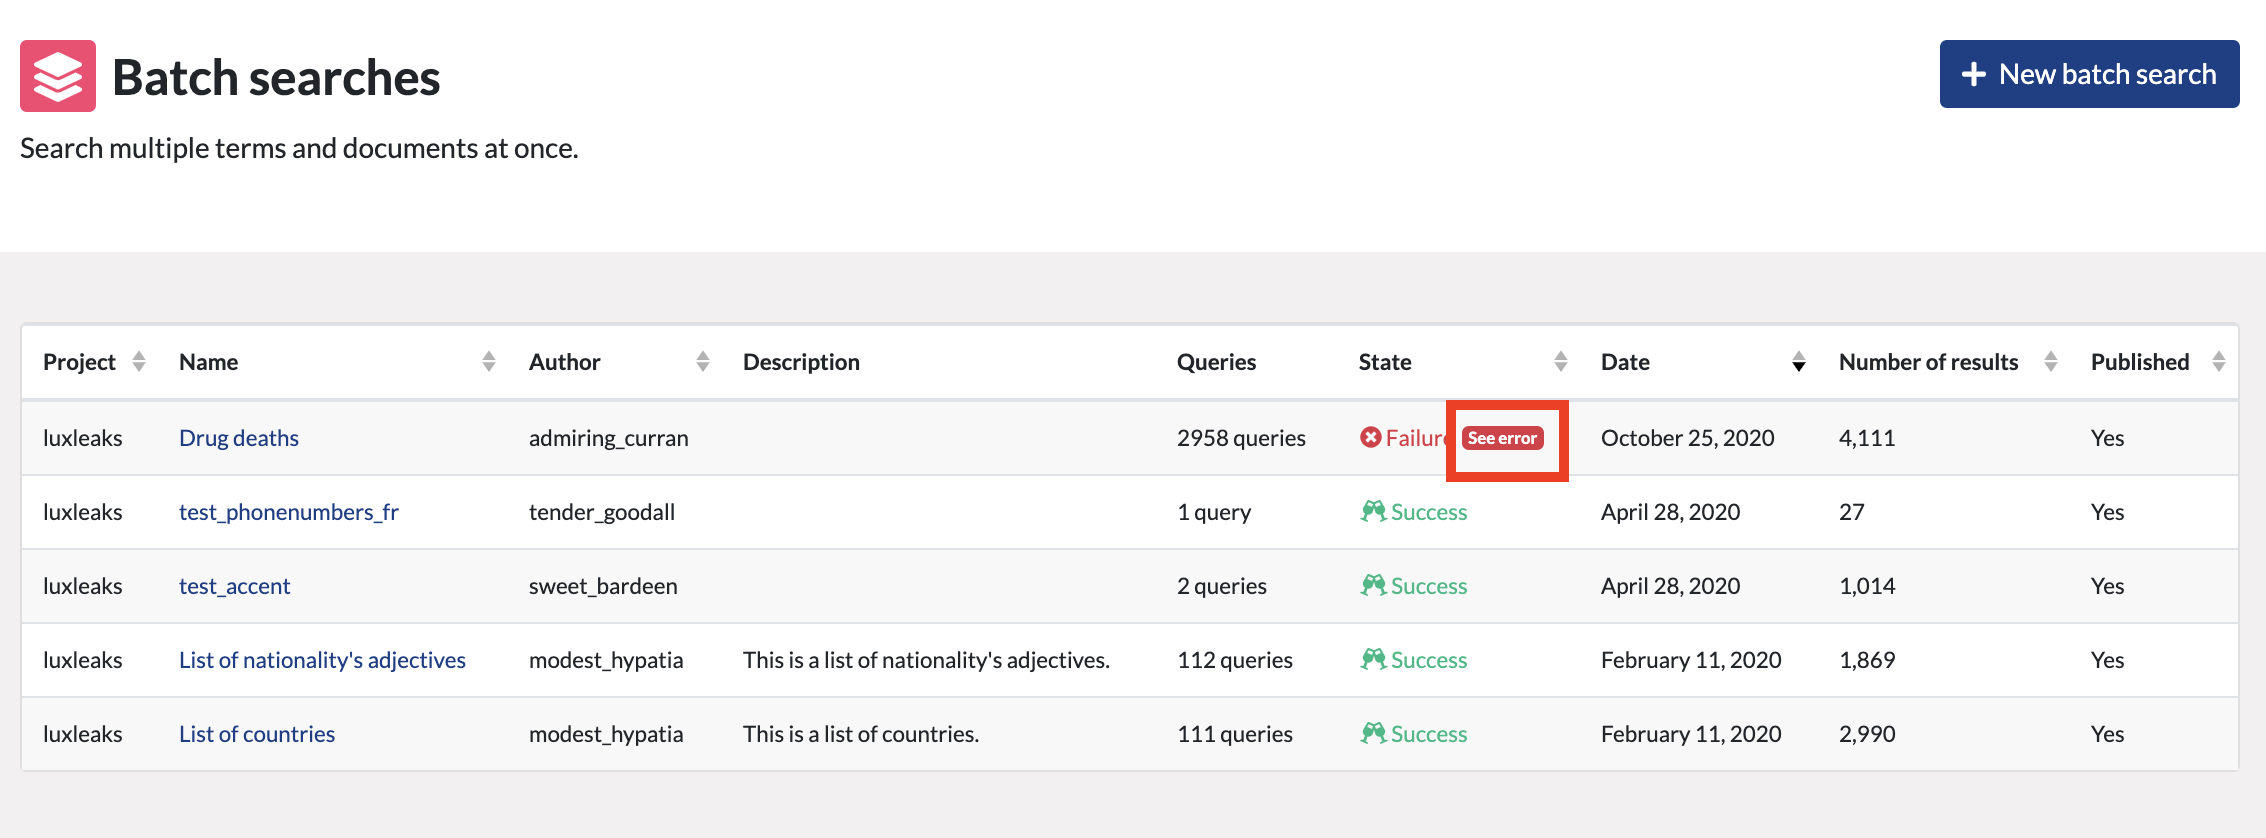 Batch searches
New batch search
Search multiple terms and documents at once.
Project Name Author Description Queries State Date Number of results Published
luxleaks Drug deaths admiring_curran 2958 queries Failure See error October 25, 2020 4,111 Yes
luxleaks test_phonenumbers_fr tender_goodall 1 query Success April 28, 2020 27 Yes
luxleaks test_accent sweet_bardeen 2 queries Success April 28, 2020 1,014 Yes
luxleaks List of nationality's adjectives modest_hypatia This is a list of nationality's adjectives. 112 queries Success February 11, 2020 1,869 Yes
luxleaks List of countries modest_hypatia This is a list of countries. 111 queries Success February 11, 2020 2,990 Yes